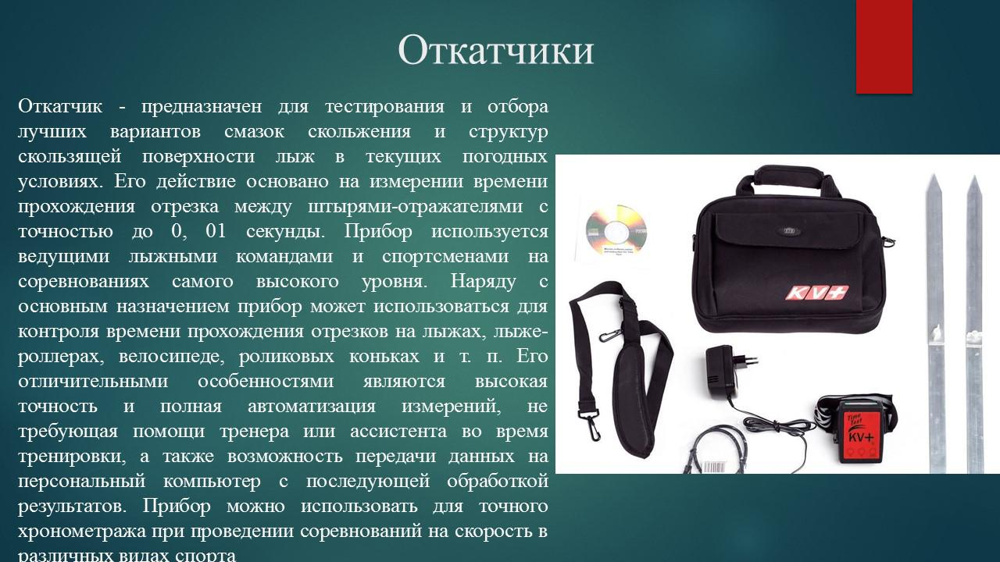 Откатчики
Откатчик - предназначен для тестирования и отбора
лучших вариантов смазок скольжения и структур
скользящей поверхности лыж в текущих погодных
условиях. Его действие основано на измерении времени
прохождения отрезка между штырями-отражателями с
точностью до 0, 01 секунды. Прибор используется
ведущими лыжными командами и спортсменами на
соревнованиях самого высокого уровня. Наряду с
основным назначением прибор может использоваться для
контроля времени прохождения отрезков на лыжах, лыже-
роллерах, велосипеде, роликовых коньках и т. п. Его
отличительными особенностями являются высокая
точность и полная автоматизация измерений, не
требующая помощи тренера или ассистента во время
тренировки, а также возможность передачи данных на
персональный компьютер с последующей обработкой
результатов. Прибор можно использовать для точного
хронометража при проведении соревнований на скорость в
различных видах спорта
KV+
Time
Test
KV+